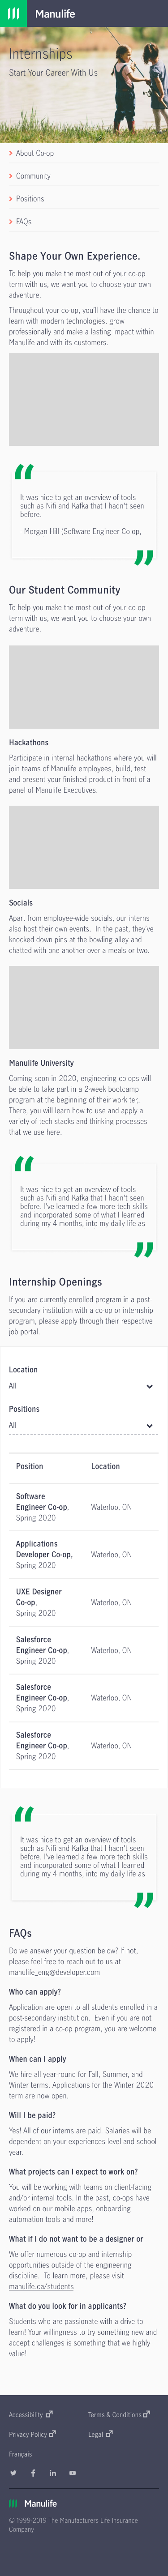 Manulife
Internships
Start Your Career With Us
About Co-op
Community
Positions
FAQs
Shape Your Own Experience.
To help you make the most out of your co-op
term with us, we want you to choose your own
adventure.
Throughout your co-op, you'll have the chance to
learn with modern technologies, grow
professionally and make a lasting impact within
Manulife and with its customers.
It was nice to get an overview of tools
such as Nifi and Kafka that I hadn't seen
before.
- Morgan Hill (Software Engineer Co-op,
Our Student Community
To help you make the most out of your co-op
term with us, we want you to choose your own
adventure.
Hackathons
Participate in internal hackathons where you will
join teams of Manulife employees, build, test
and present your finished product in front of a
panel of Manulife Executives.
Socials
Apart from employee-wide socials, our interns
also host their own events. In the past, they've
knocked down pins at the bowling alley and
chatted with one another over a meals or two.
Manulife University
Coming soon in 2020, engineering co-ops will
be able to take part in a 2-week bootcamp
program at the beginning of their work ter,.
There, you will learn how to use and apply a
variety of tech stacks and thinking processes
that we use here.
It was nice to get an overview of tools
such as Nifi and Kafka that I hadn't seen
before. I've learned a few more tech skills
and incorporated some of what I learned
during my 4 months, into my daily life as
Internship Openings
If you are currently enrolled program in a post-
secondary institution with a co-op or internship
program, please apply through their respective
job portal.
Location
All
Positions
All
Position Location
Software
Engineer Co-op,
Spring 2020
Waterloo, ON
Applications
Developer Co-op,
Spring 2020
Waterloo, ON
UXE Designer
Co-op,
Spring 2020
Waterloo, ON
Salesforce
Engineer Co-op,
Spring 2020
Waterloo, ON
Salesforce
Engineer Co-op,
Spring 2020
Waterloo, ON
Salesforce
Engineer Co-op,
Spring 2020
Waterloo, ON
It was nice to get an overview of tools
such as Nifi and Kafka that I hadn't seen
before. I've learned a few more tech skills
and incorporated some of what I learned
during my 4 months, into my daily life as
FAQs
Do we answer your question below? If not,
please feel free to reach out to us at
manulife_eng@developer.com
Who can apply?
Application are open to all students enrolled in a
post-secondary institution. Even if you are not
registered in a co-op program, you are welcome
to apply!
When can I apply
We hire all year-round for Fall, Summer, and
Winter terms. Applications for the Winter 2020
term are now open.
Will I be paid?
Yes! All of our interns are paid. Salaries will be
dependent on your experiences level and school
year.
What projects can I expect to work on?
You will be working with teams on client-facing
and/or internal tools. In the past, co-ops have
worked on our mobile apps, onboarding
automation tools and more!
What if I do not want to be a designer or
We offer numerous co-op and internship
opportunities outside of the engineering
discipline. To learn more, please visit
manulife.ca/students
What do you look for in applicants?
Students who are passionate with a drive to
learn! Your willingness to try something new and
accept challenges is something that we highly
value!
Accessibility Terms & Conditions
Privacy Policy Legal
Français
Manulife
© 1999-2019 The Manufacturers Life Insurance
Company